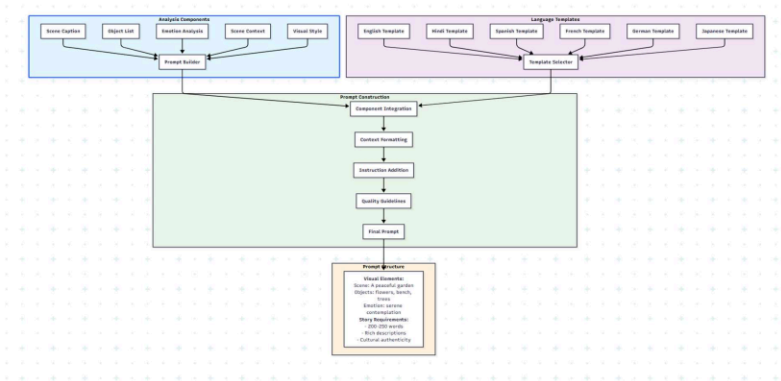 Analysis Components
Scene Caption
Object List
Emotion Analysis
Scene Context
Visual Style
Prompt Builder
Language Templates
English Template
Hindi Template
Spanish Template
French Template
German Template
Japanese Template
Template Selector
Prompt Construction
Component Integration
Context Formatting
Instruction Addition
Quality Guidelines
Final Prompt
Prompt Structure
Visual Elements:
Scene: A peaceful garden
Objects: flowers, bench,
trees
Emotion: serene
contemplation
Story Requirements:
- 200 words
- Rich descriptions
- Cultural authenticity